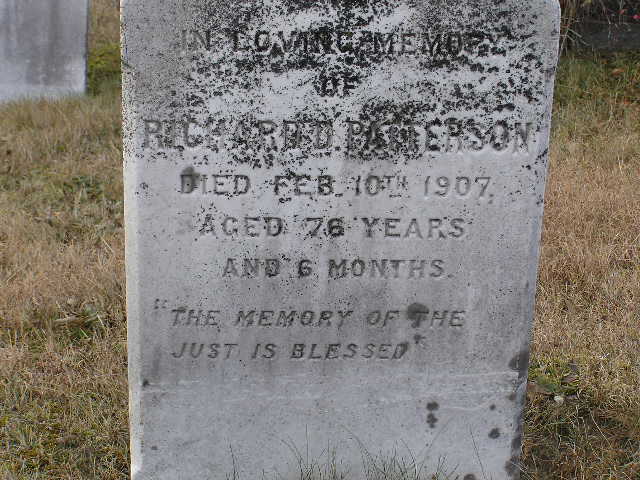 IN LOVING MEMORY
OF
RICHARD D. PATTERSON
DIED FEB. 10TH 1907,
AGED 76 YEARS
AND 6 MONTHS.
"THE MEMORY OF THE
JUST IS BLESSED"